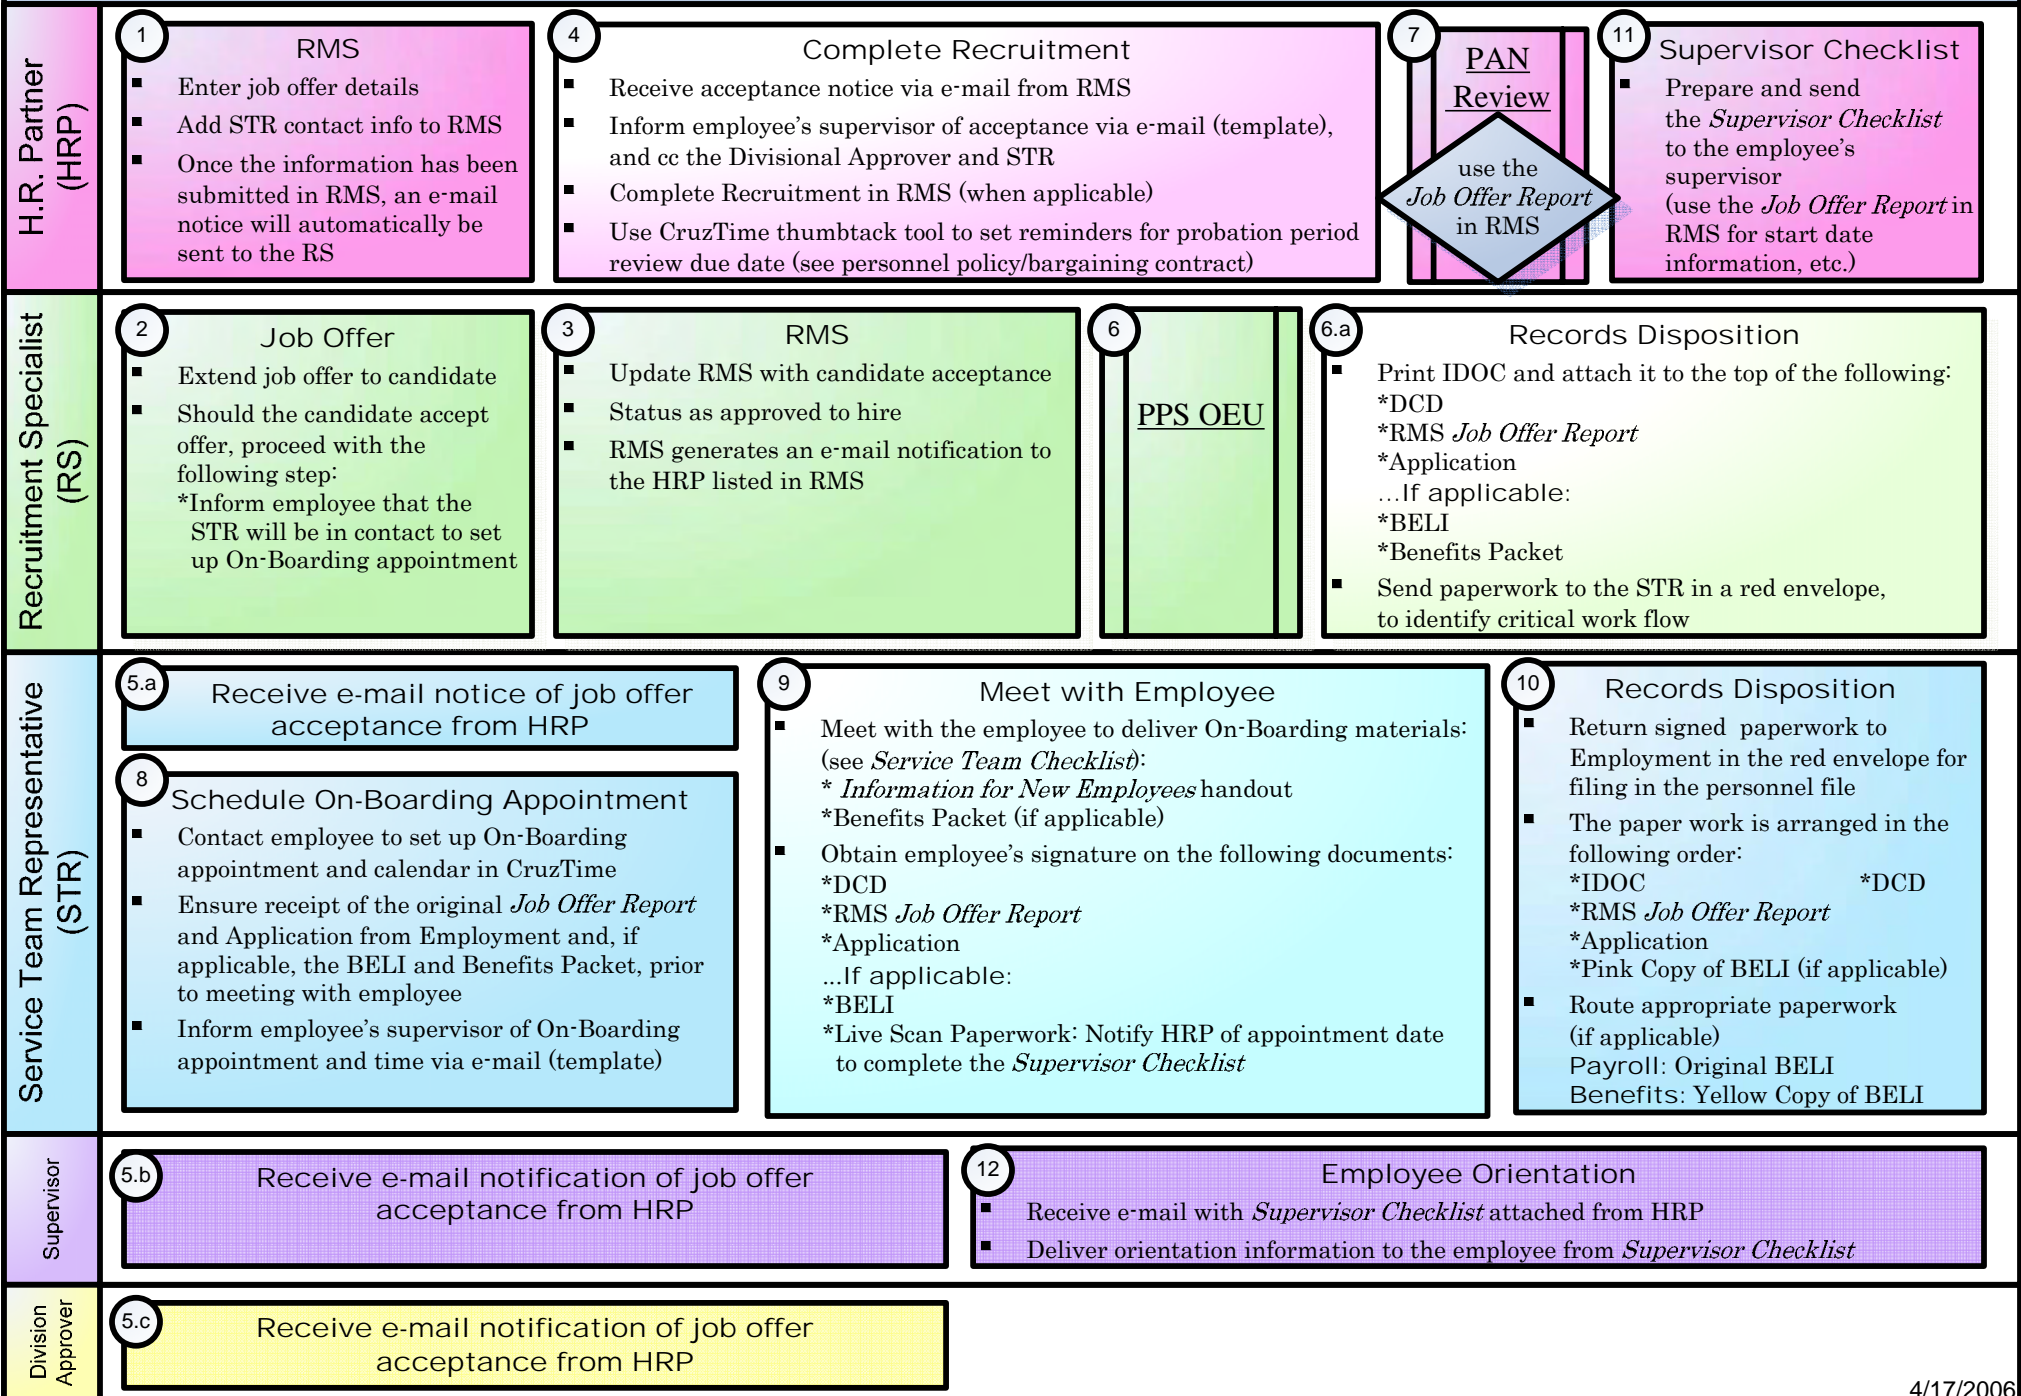 H.R. Partner
(HRP)
1
RMS
▪ Enter job offer details
▪ Add STR contact info to RMS
▪ Once the information has been
submitted in RMS, an e-mail
notice will automatically be
sent to the RS
4
Complete Recruitment
▪ Receive acceptance notice via e-mail from RMS
▪ Inform employee's supervisor of acceptance via e-mail (template),
and cc the Divisional Approver and STR
▪ Complete Recruitment in RMS (when applicable)
▪ Use CruzTime thumbtack tool to set reminders for probation period
review due date (see personnel policy/bargaining contract)
7
PAN
Review
use the
Job Offer Report
in RMS
11
Supervisor Checklist
▪ Prepare and send
the Supervisor Checklist
to the employee's
supervisor
(use the Job Offer Report in
RMS for start date
information, etc.)
Recruitment Specialist
(RS)
2
Job Offer
▪ Extend job offer to candidate
▪ Should the candidate accept
offer, proceed with the
following step:
*Inform employee that the
STR will be in contact to set
up On-Boarding appointment
3
RMS
▪ Update RMS with candidate acceptance
▪ Status as approved to hire
▪ RMS generates an e-mail notification to
the HRP listed in RMS
6
PPS OEU
6.a
Records Disposition
▪ Print IDOC and attach it to the top of the following:
*DCD
*RMS Job Offer Report
*Application
...If applicable:
*BELI
*Benefits Packet
▪ Send paperwork to the STR in a red envelope,
to identify critical work flow
Service Team Representative
(STR)
5.a
Receive e-mail notice of job offer
acceptance from HRP
8
Schedule On-Boarding Appointment
▪ Contact employee to set up On-Boarding
appointment and calendar in CruzTime
▪ Ensure receipt of the original Job Offer Report
and Application from Employment and, if
applicable, the BELI and Benefits Packet, prior
to meeting with employee
▪ Inform employee's supervisor of On-Boarding
appointment and time via e-mail (template)
9
Meet with Employee
▪ Meet with the employee to deliver On-Boarding materials:
(see Service Team Checklist):
* Information for New Employees handout
*Benefits Packet (if applicable)
▪ Obtain employee's signature on the following documents:
*DCD
*RMS Job Offer Report
*Application
...If applicable:
*BELI
*Live Scan Paperwork: Notify HRP of appointment date
to complete the Supervisor Checklist
10
Records Disposition
▪ Return signed paperwork to
Employment in the red envelope for
filing in the personnel file
▪ The paper work is arranged in the
following order:
*IDOC *DCD
*RMS Job Offer Report
*Application
*Pink Copy of BELI (if applicable)
▪ Route appropriate paperwork
(if applicable)
Payroll: Original BELI
Benefits: Yellow Copy of BELI
Supervisor
5.b
Receive e-mail notification of job offer
acceptance from HRP
12
Employee Orientation
▪ Receive e-mail with Supervisor Checklist attached from HRP
▪ Deliver orientation information to the employee from Supervisor Checklist
Division
Approver
5.c
Receive e-mail notification of job offer
acceptance from HRP
4/17/2006